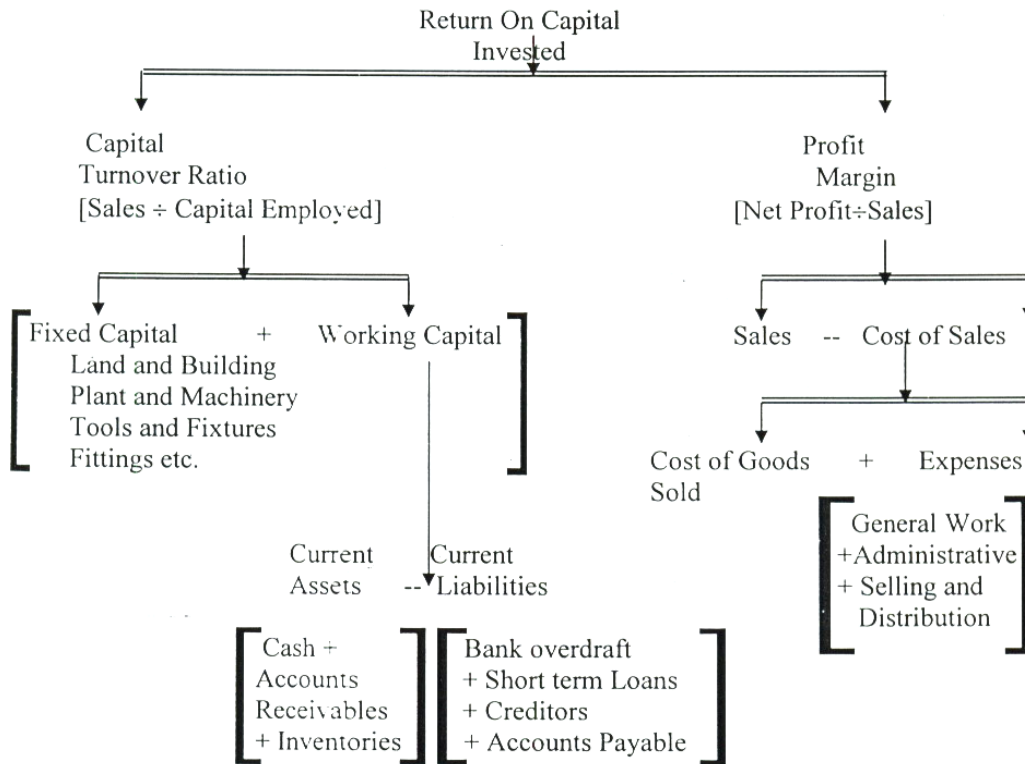 Return On Capital
Invested
Capital
Turnover Ratio
[Sales ÷ Capital Employed]
Profit
Margin
[Net Profit÷Sales]
Fixed Capital + Working Capital
Land and Building
Plant and Machinery
Tools and Fixtures
Fittings etc.
Sales -- Cost of Sales
Cost of Goods + Expenses
Sold
General Work
+Administrative
+ Selling and
Distribution
Current Current
Assets -- Liabilities
Cash +
Accounts
Receivables
+ Inventories
Bank overdraft
+ Short term Loans
+ Creditors
+ Accounts Payable